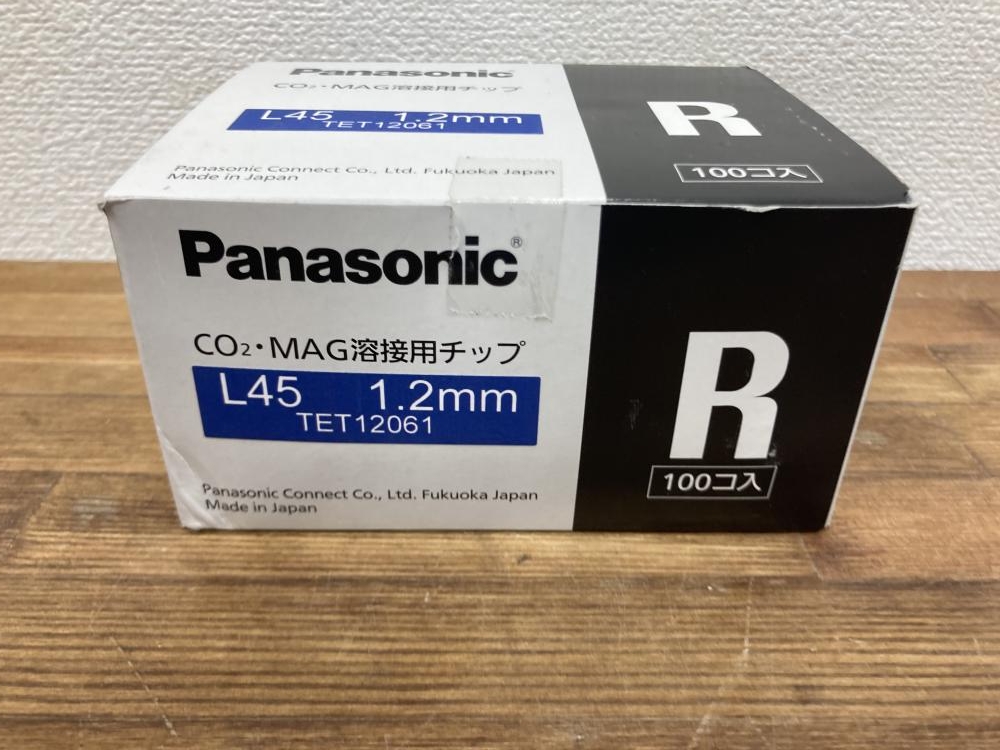 Panasonic
CO₂・MAG溶接用チップ
L45 1.2mm
TET12061
Panasonic Connect Co., Ltd. Fukuoka Japan
Made in Japan
R
100コ入
Panasonic®
CO₂・MAG溶接用チップ
L45 1.2mm
TET12061
Panasonic Connect Co., Ltd. Fukuoka Japan
Made in Japan
R
100コ入